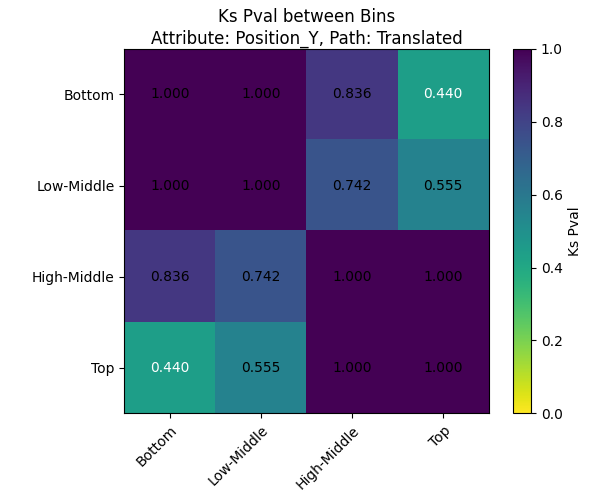 Ks Pval between Bins
Attribute: Position_Y, Path: Translated
Bottom
1.000 1.000 0.836 0.440
Low-Middle
1.000 1.000 0.742 0.555
High-Middle
0.836 0.742 1.000 1.000
Top
0.440 0.555 1.000 1.000
Bottom
Low-Middle
High-Middle
Top
1.0
0.8
0.6
0.4
0.2
0.0
Ks Pval